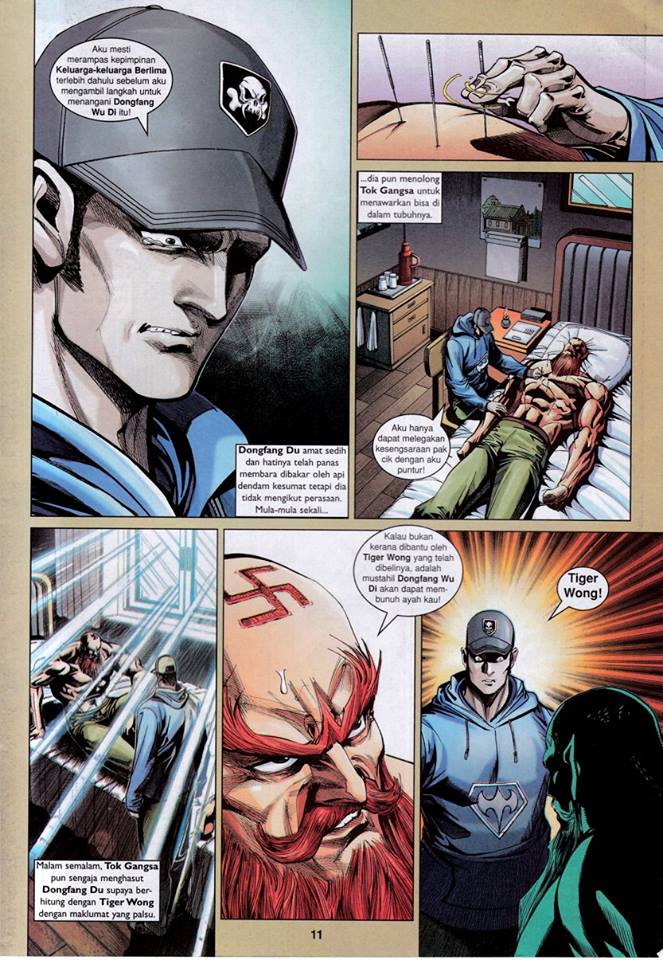 Aku mesti
merampas kepimpinan
Keluarga-keluarga Berlima
terlebih dahulu sebelum aku
mengambil langkah untuk
menangani Dongfang
Wu Di itu!
Dongfang Du amat sedih
dan hatinya telah panas
membara dibakar oleh api
dendam kesumat tetapi dia
tidak mengikut perasaan.
Mula-mula sekali...
...dia pun menolong
Tok Gangsa untuk
menawarkan bisa di
dalam tubuhnya.
Aku hanya
dapat melegakan
kesengsaraan pak
cik dengan aku
puntur!
Malam semalam, Tok Gangsa
pun sengaja menghasut
Dongfang Du supaya ber-
hitung dengan Tiger Wong
dengan maklumat yang palsu.
Kalau bukan
kerana dibantu oleh
Tiger Wong yang telah
dibelinya, adalah
mustahil Dongfang Wu
Di akan dapat mem-
bunuh ayah kau!
Tiger
Wong!
11